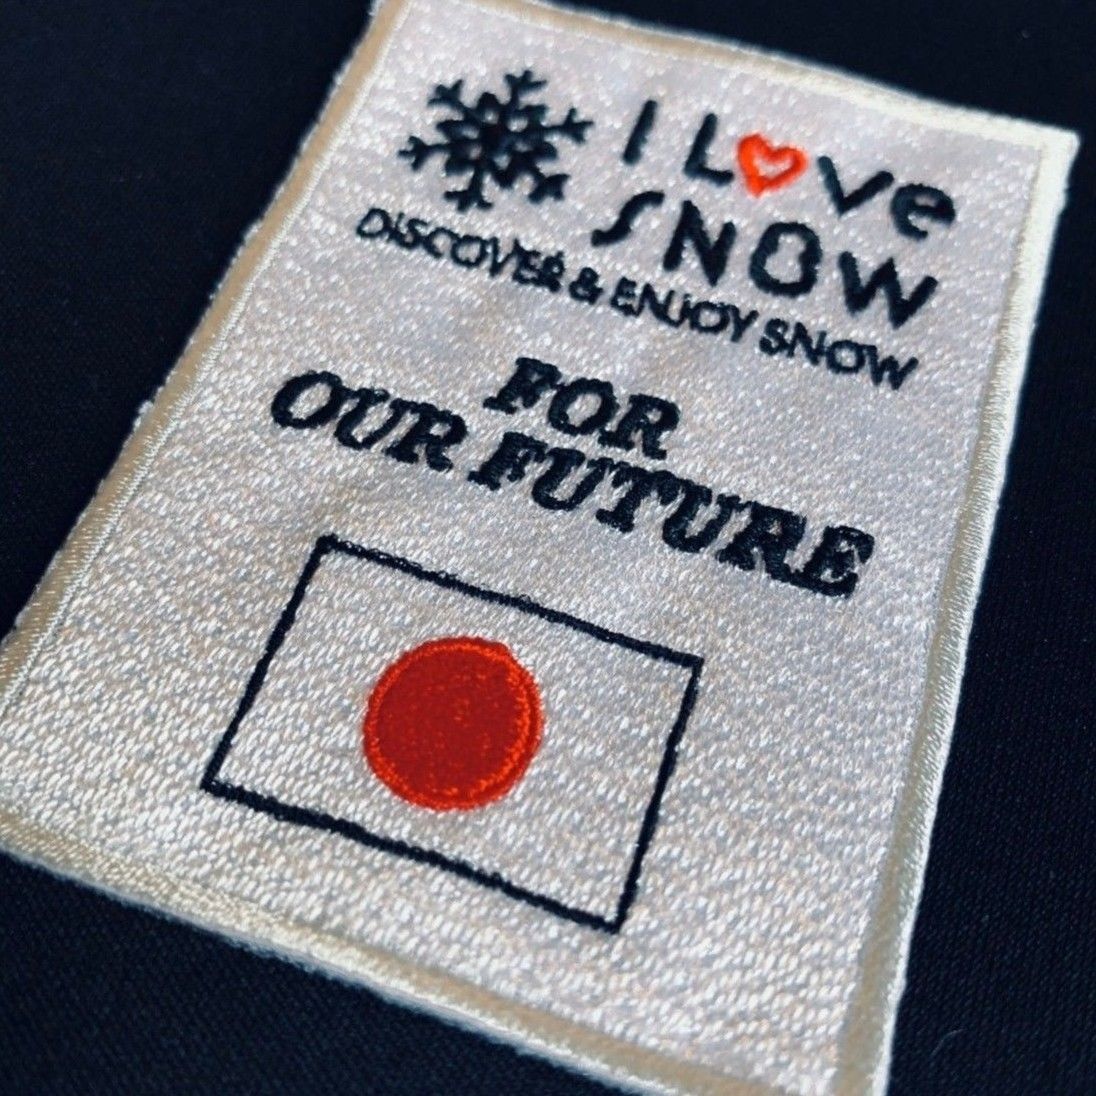 I Love
SNOW
DISCOVER & ENJOY SNOW
FOR
OUR FUTURE